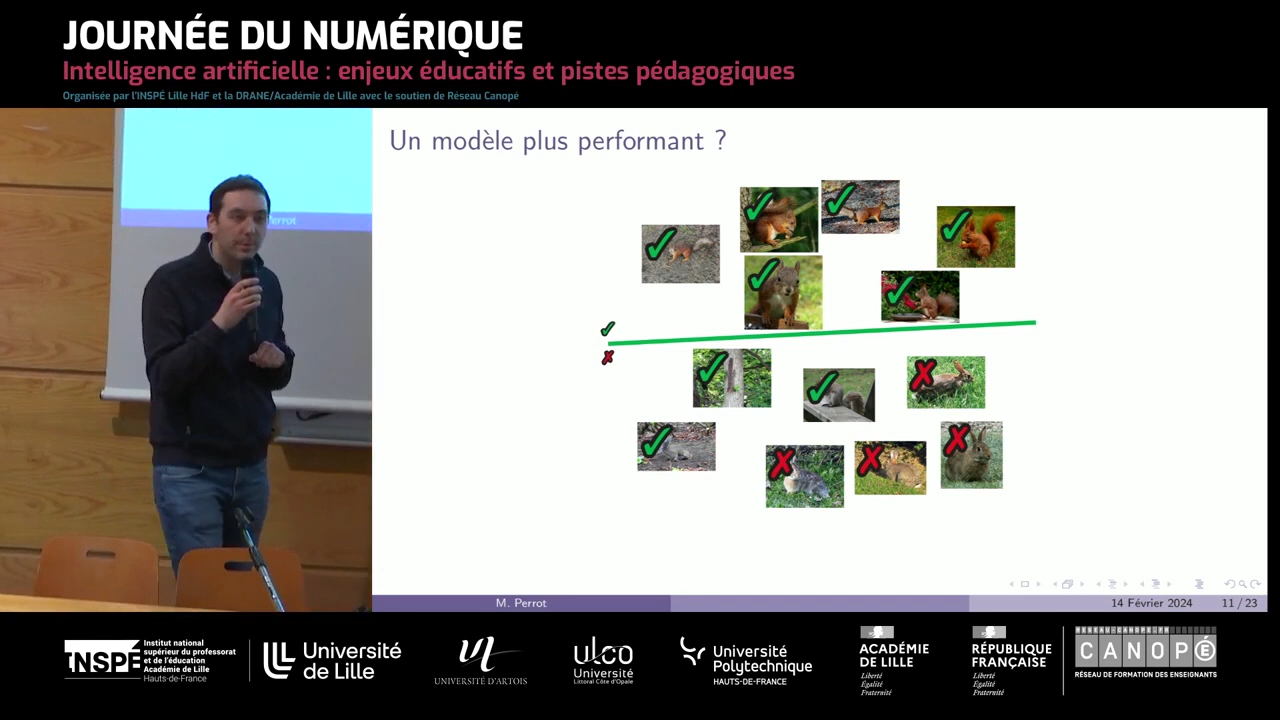 JOURNÉE DU NUMÉRIQUE
Intelligence artificielle : enjeux éducatifs et pistes pédagogiques
Organisée par l'INSPÉ Lille HdF et la DRANE/Académie de Lille avec le soutien de Réseau Canopé
Un modèle plus performant ?
Perrot
M. Perrot
14 Février 2024
11 / 23
INSPÉ
Institut national
supérieur du professorat
et de l'éducation
Académie de Lille
Hauts-de-France
Université
de Lille
UNIVERSITÉ D'ARTOIS
ulco
Université
Littoral Côte d'Opale
Université
Polytechnique
HAUTS-DE-FRANCE
ACADÉMIE
DE LILLE
Liberté
Égalité
Fraternité
RÉPUBLIQUE
FRANÇAISE
Liberté
Égalité
Fraternité
RESEAU-CANOPE.FR
CANOPÉ
RÉSEAU DE FORMATION DES ENSEIGNANTS